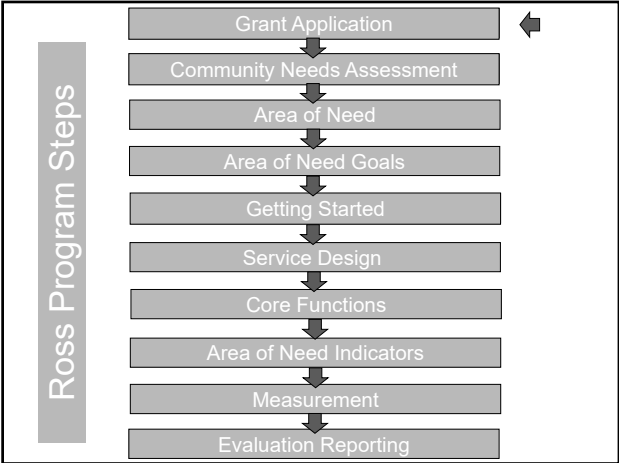 Ross Program Steps
Grant Application
Community Needs Assessment
Area of Need
Area of Need Goals
Getting Started
Service Design
Core Functions
Area of Need Indicators
Measurement
Evaluation Reporting